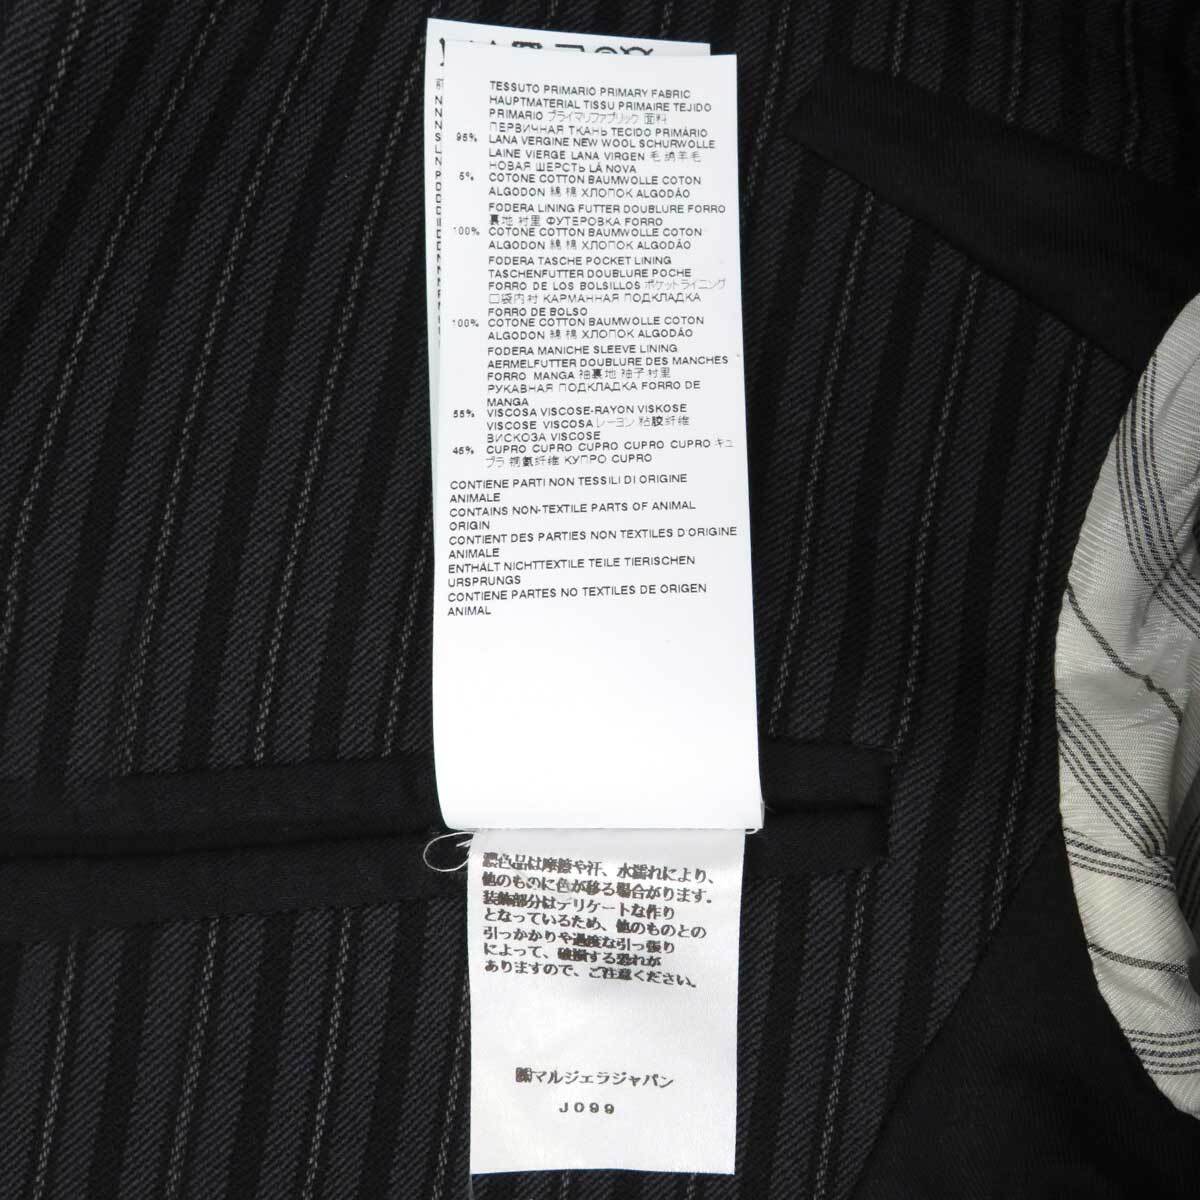 TESSUTO PRIMARIO PRIMARY FABRIC
HAUPTMATERIAL TISSU PRIMAIRE TEJIDO
PRIMARIO プライマリファブリック 面料
ПЕРВИЧНАЯ ТКАНЬ TECIDO PRIMÁRIO
95% LANA VERGINE NEW WOOL SCHURWOLLE
LAINE VIERGE LANA VIRGEN 毛 绵羊毛
НОВАЯ ШЕРСТЬ LÃ NOVA
5% COTONE COTTON BAUMWOLLE COTON
ALGODON 綿 棉 ХЛОПОК ALGODÃO
FODERA LINING FUTTER DOUBLURE FORRO
裏地 衬里 ФУТЕРОВКА FORRO
100% COTONE COTTON BAUMWOLLE COTON
ALGODON 綿 棉 ХЛОПОК ALGODÃO
FODERA TASCHE POCKET LINING
TASCHENFUTTER DOUBLURE POCHE
FORRO DE LOS BOLSILLOS ポケットライニング
口袋内衬 КАРМАННАЯ ПОДКЛАДКА
FORRO DE BOLSO
100% COTONE COTTON BAUMWOLLE COTON
ALGODON 綿 棉 ХЛОПОК ALGODÃO
FODERA MANICHE SLEEVE LINING
AERMELFUTTER DOUBLURE DES MANCHES
FORRO MANGA 袖裏地 袖子衬里
РУКАВНАЯ ПОДКЛАДКА FORRO DE
MANGA
55% VISCOSA VISCOSE-RAYON VISKOSE
VISCOSE VISCOSA レーヨン 粘胶纤维
ВИСКОЗА VISCOSE
45% CUPRO CUPRO CUPRO CUPRO CUPRO キュ
プラ 铜氨纤维 КУПРО CUPRO
CONTIENE PARTI NON TESSILI DI ORIGINE
ANIMALE
CONTAINS NON-TEXTILE PARTS OF ANIMAL
ORIGIN
CONTIENT DES PARTIES NON TEXTILES D'ORIGINE
ANIMALE
ENTHÄLT NICHTTEXTILE TEILE TIERISCHEN
URSPRUNGS
CONTIENE PARTES NO TEXTILES DE ORIGEN
ANIMAL
濃色品は摩擦や汗、水濡れにより、
他のものに色が移る場合がります。
装飾部分はデリケートな作り
となっているため、他のものとの
引っかかりや過度な引っ張り
によって、破損する恐れが
ありますので、ご注意ください。
㈱マルジェラジャパン
J099